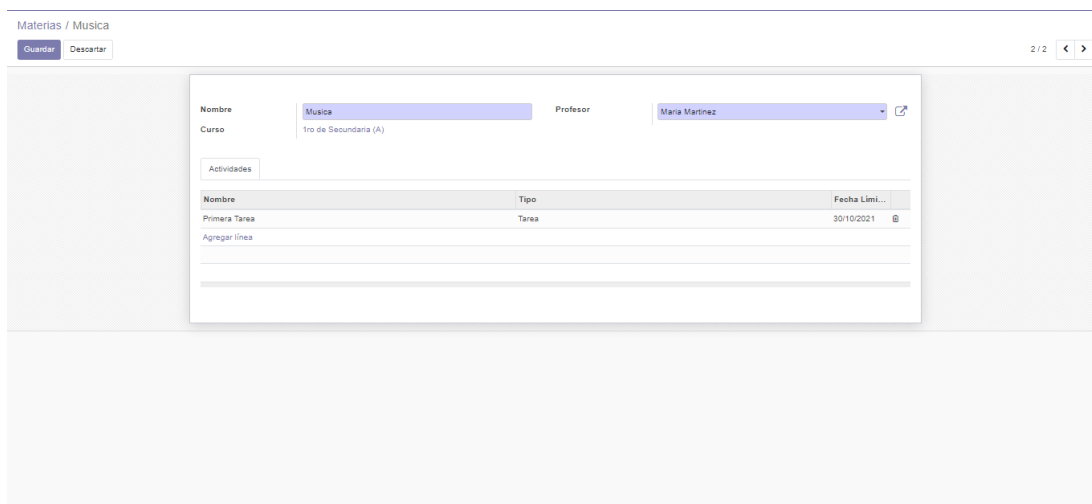 Materias / Musica
Guardar Descartar 2 / 2
Nombre Musica Profesor Maria Martinez
Curso 1ro de Secundaria (A)
Actividades
Nombre Tipo Fecha Limi...
Primera Tarea Tarea 30/10/2021
Agregar línea